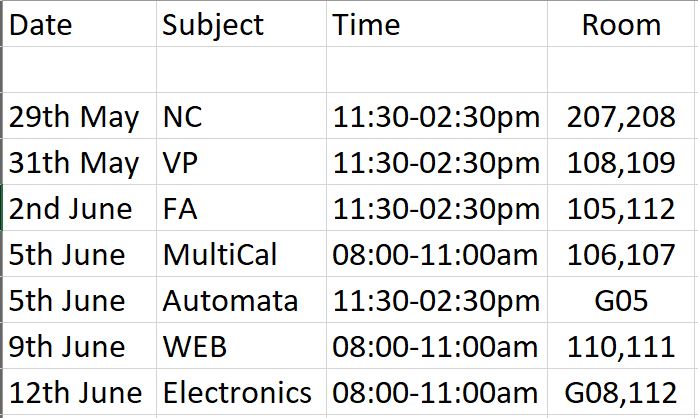 Date Subject Time Room
29th May NC 11:30-02:30pm 207,208
31th May VP 11:30-02:30pm 108,109
2nd June FA 11:30-02:30pm 105,112
5th June MultiCal 08:00-11:00am 106,107
5th June Automata 11:30-02:30pm G05
9th June WEB 08:00-11:00am 110,111
12th June Electronics 08:00-11:00am G08,112